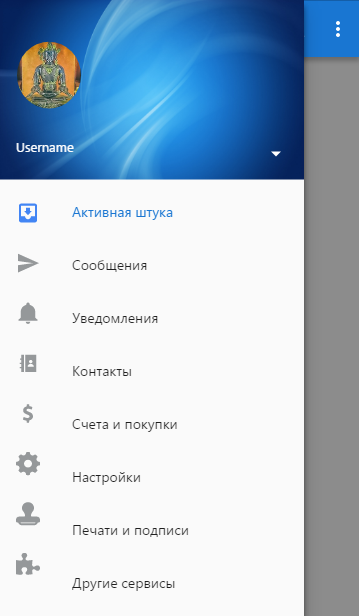 Username
Активная штука
Сообщения
Уведомления
Контакты
Счета и покупки
Настройки
Печати и подписи
Другие сервисы